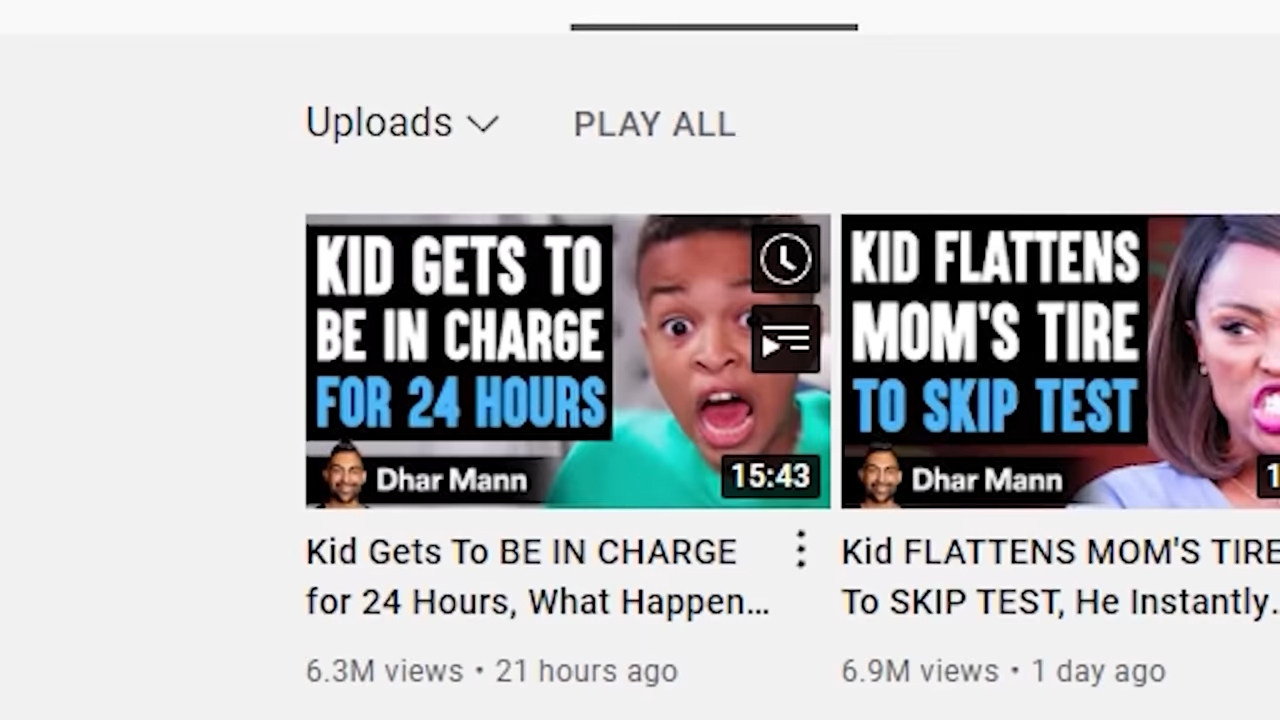 Uploads PLAY ALL
KID GETS TO
BE IN CHARGE
FOR 24 HOURS
Dhar Mann
15:43
KID FLATTENS
MOM'S TIRE
TO SKIP TEST
Dhar Mann
1
Kid Gets To BE IN CHARGE
for 24 Hours, What Happen...
6.3M views • 21 hours ago
Kid FLATTENS MOM'S TIRE
To SKIP TEST, He Instantly..
6.9M views • 1 day ago